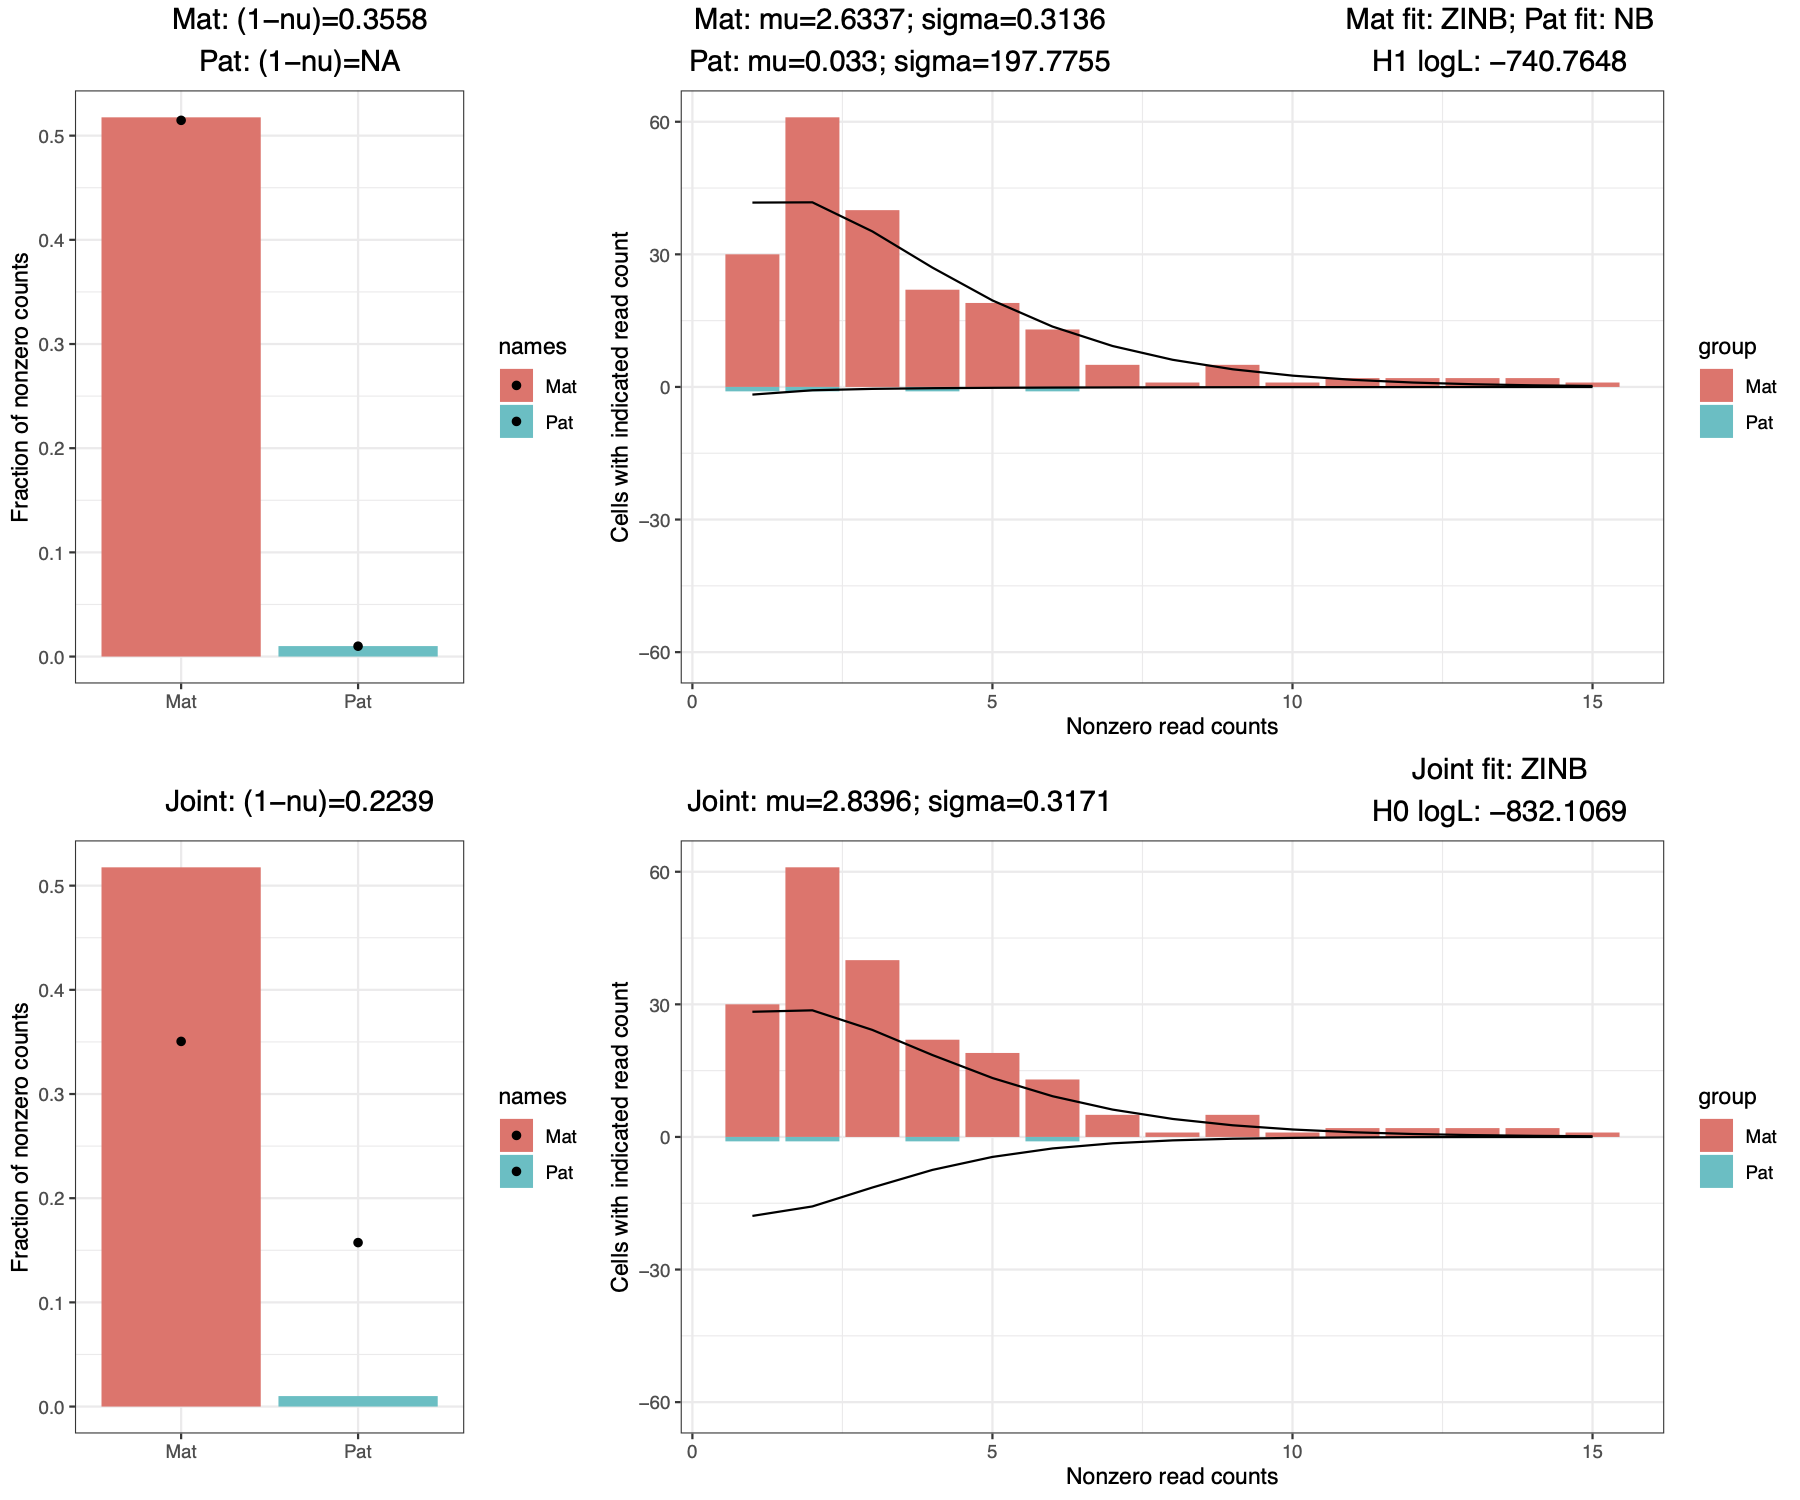 Mat: (1−nu)=0.3558
Pat: (1−nu)=NA
Mat: mu=2.6337; sigma=0.3136
Pat: mu=0.033; sigma=197.7755
Mat fit: ZINB; Pat fit: NB
H1 logL: −740.7648
Fraction of nonzero counts
0.5
0.4
0.3
0.2
0.1
0.0
Mat
Pat
names
Mat
Pat
Cells with indicated read count
60
30
0
−30
−60
0
5
10
15
Nonzero read counts
group
Mat
Pat
Joint: (1−nu)=0.2239
Joint: mu=2.8396; sigma=0.3171
Joint fit: ZINB
H0 logL: −832.1069
Fraction of nonzero counts
0.5
0.4
0.3
0.2
0.1
0.0
Mat
Pat
names
Mat
Pat
Cells with indicated read count
60
30
0
−30
−60
0
5
10
15
Nonzero read counts
group
Mat
Pat